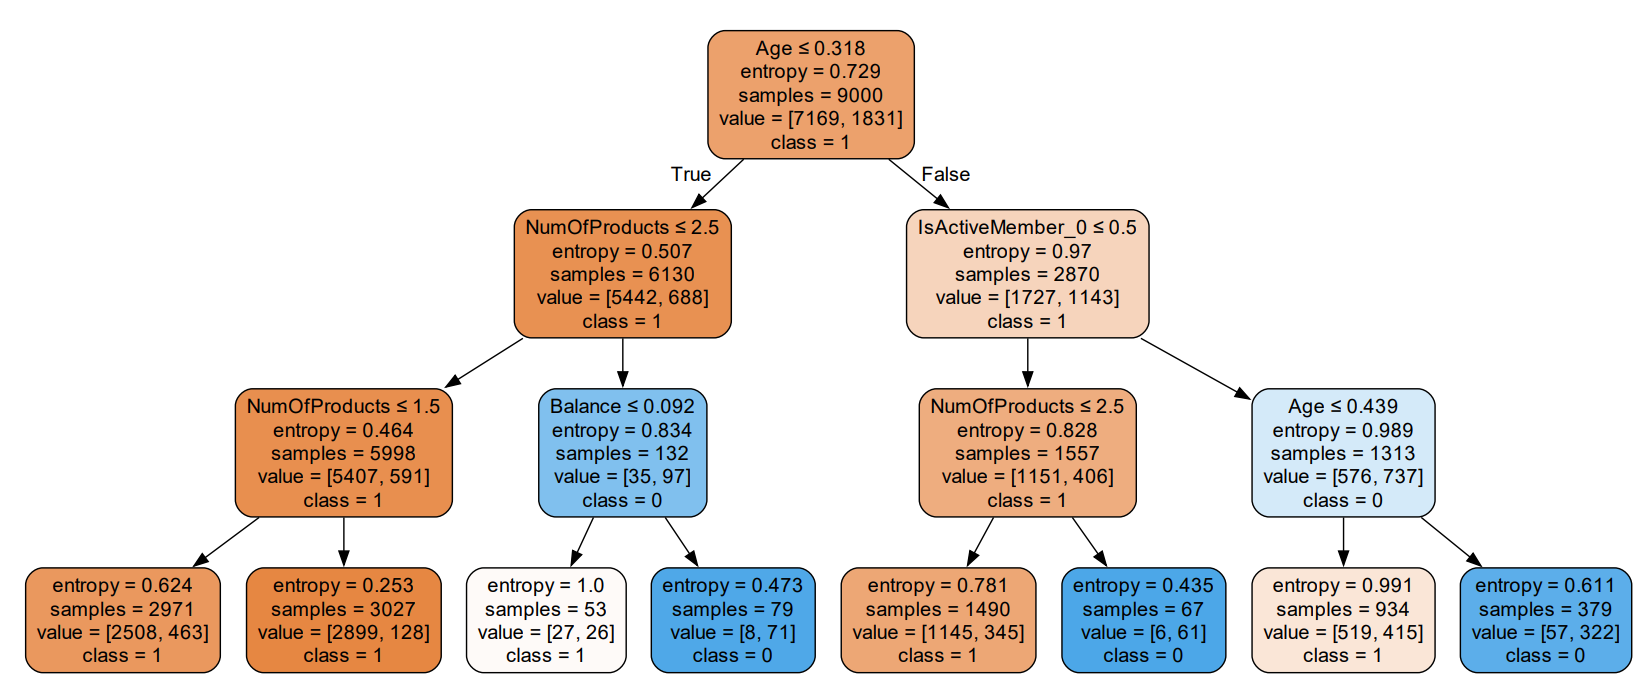 Age ≤ 0.318
entropy = 0.729
samples = 9000
value = [7169, 1831]
class = 1
True
False
NumOfProducts ≤ 2.5
entropy = 0.507
samples = 6130
value = [5442, 688]
class = 1
IsActiveMember_0 ≤ 0.5
entropy = 0.97
samples = 2870
value = [1727, 1143]
class = 1
NumOfProducts ≤ 1.5
entropy = 0.464
samples = 5998
value = [5407, 591]
class = 1
Balance ≤ 0.092
entropy = 0.834
samples = 132
value = [35, 97]
class = 0
NumOfProducts ≤ 2.5
entropy = 0.828
samples = 1557
value = [1151, 406]
class = 1
Age ≤ 0.439
entropy = 0.989
samples = 1313
value = [576, 737]
class = 0
entropy = 0.624
samples = 2971
value = [2508, 463]
class = 1
entropy = 0.253
samples = 3027
value = [2899, 128]
class = 1
entropy = 1.0
samples = 53
value = [27, 26]
class = 1
entropy = 0.473
samples = 79
value = [8, 71]
class = 0
entropy = 0.781
samples = 1490
value = [1145, 345]
class = 1
entropy = 0.435
samples = 67
value = [6, 61]
class = 0
entropy = 0.991
samples = 934
value = [519, 415]
class = 1
entropy = 0.611
samples = 379
value = [57, 322]
class = 0